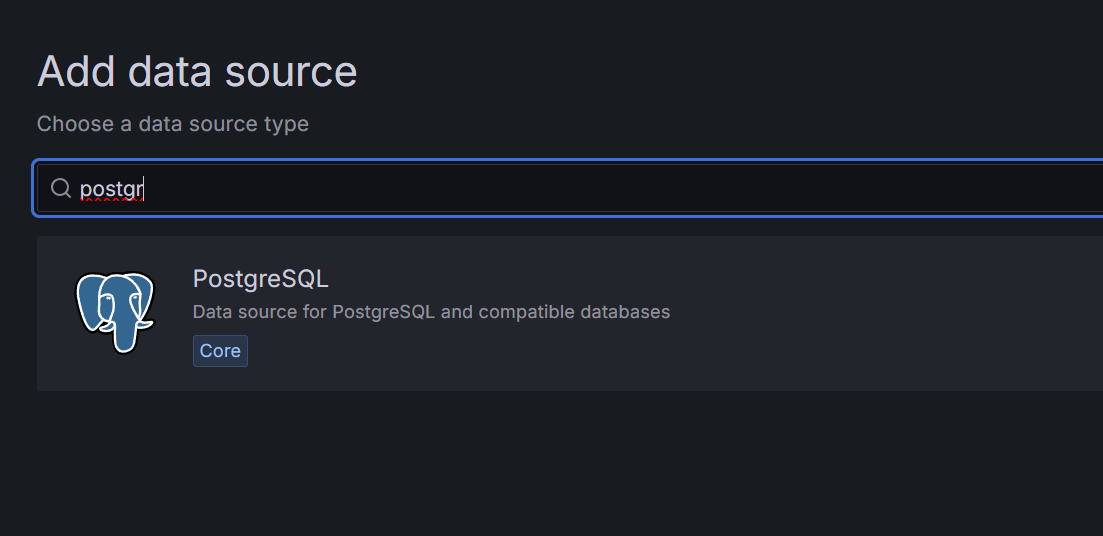 Add data source
Choose a data source type
postgr
PostgreSQL
Data source for PostgreSQL and compatible databases
Core